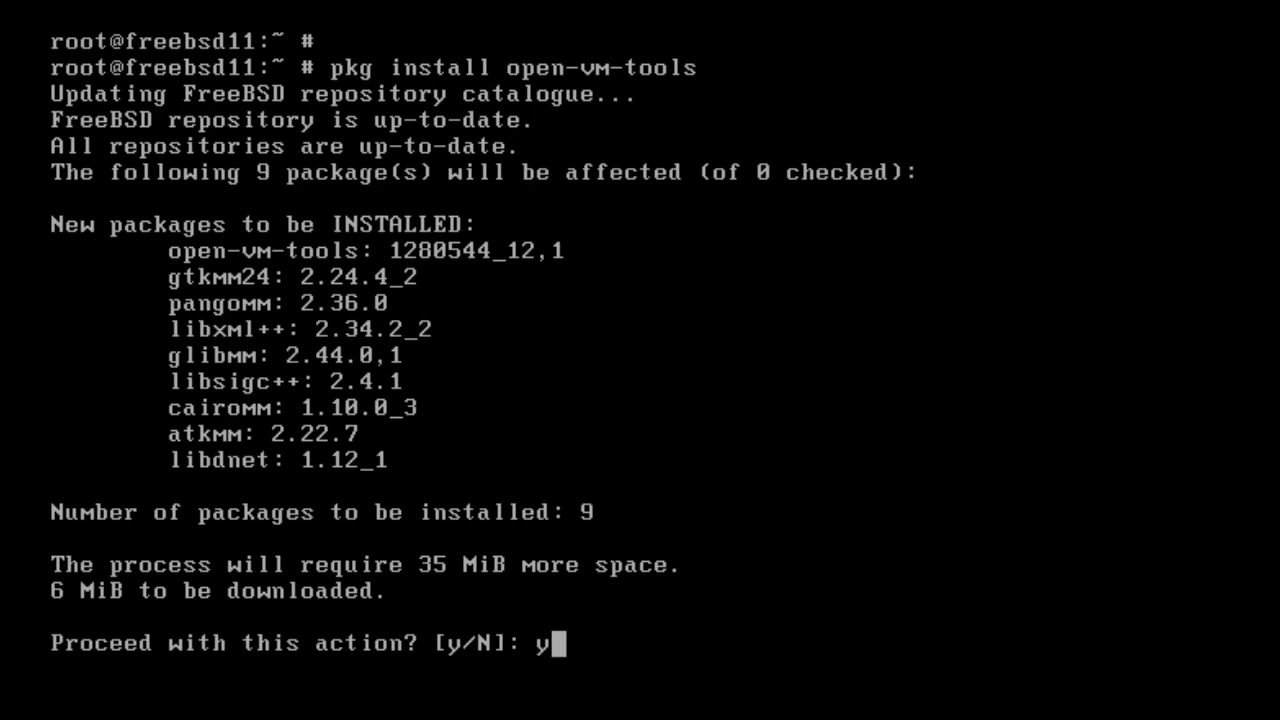 root@freebsd11:~ #
root@freebsd11:~ # pkg install open-vm-tools
Updating FreeBSD repository catalogue...
FreeBSD repository is up-to-date.
All repositories are up-to-date.
The following 9 package(s) will be affected (of 0 checked):
New packages to be INSTALLED:
open-vm-tools: 1280544_12,1
gtkmm24: 2.24.4_2
pangomm: 2.36.0
libxml++: 2.34.2_2
glibmm: 2.44.0,1
libsigc++: 2.4.1
cairomm: 1.10.0_3
atkmm: 2.22.7
libdnet: 1.12_1
Number of packages to be installed: 9
The process will require 35 MiB more space.
6 MiB to be downloaded.
Proceed with this action? [y/N]: y